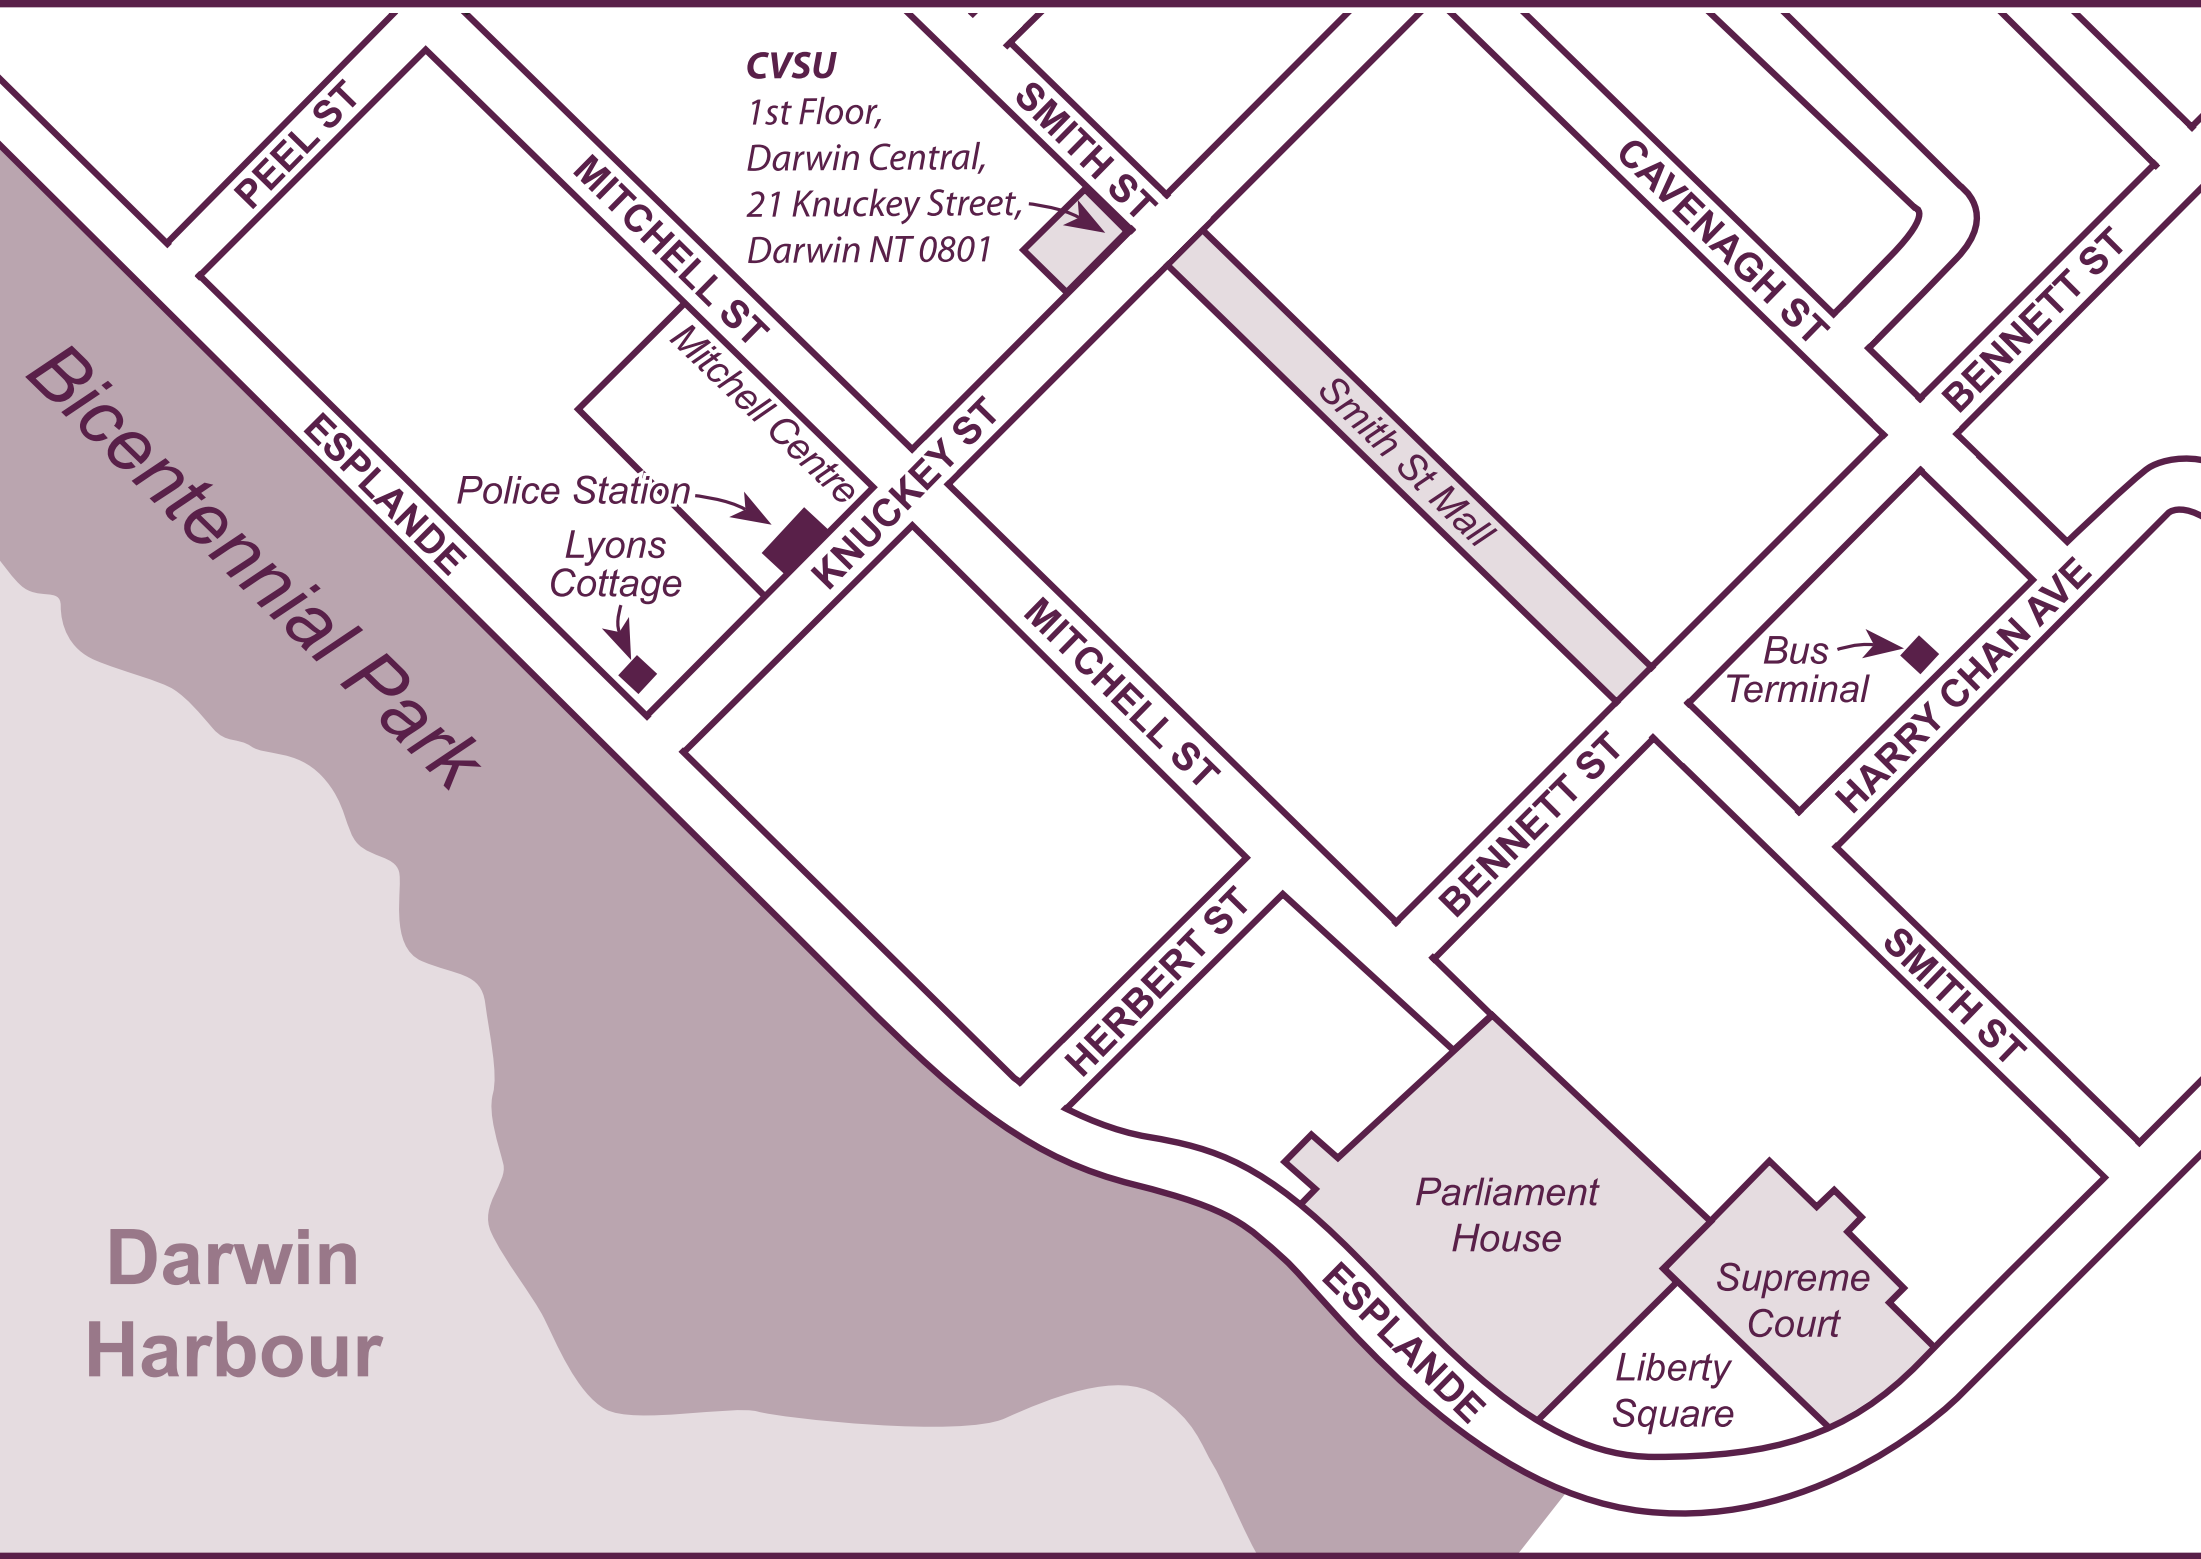 CVSU
1st Floor,
Darwin Central,
21 Knuckey Street,
Darwin NT 0801
PEEL ST
MITCHELL ST
SMITH ST
CAVENAGH ST
BENNETT ST
Mitchell Centre
Smith St Mall
Bicentennial Park
ESPLANDE
Police Station
Lyons
Cottage
KNUCKEY ST
MITCHELL ST
Bus
Terminal
HARRY CHAN AVE
BENNETT ST
HERBERT ST
SMITH ST
Parliament
House
Supreme
Court
Liberty
Square
ESPLANDE
Darwin
Harbour